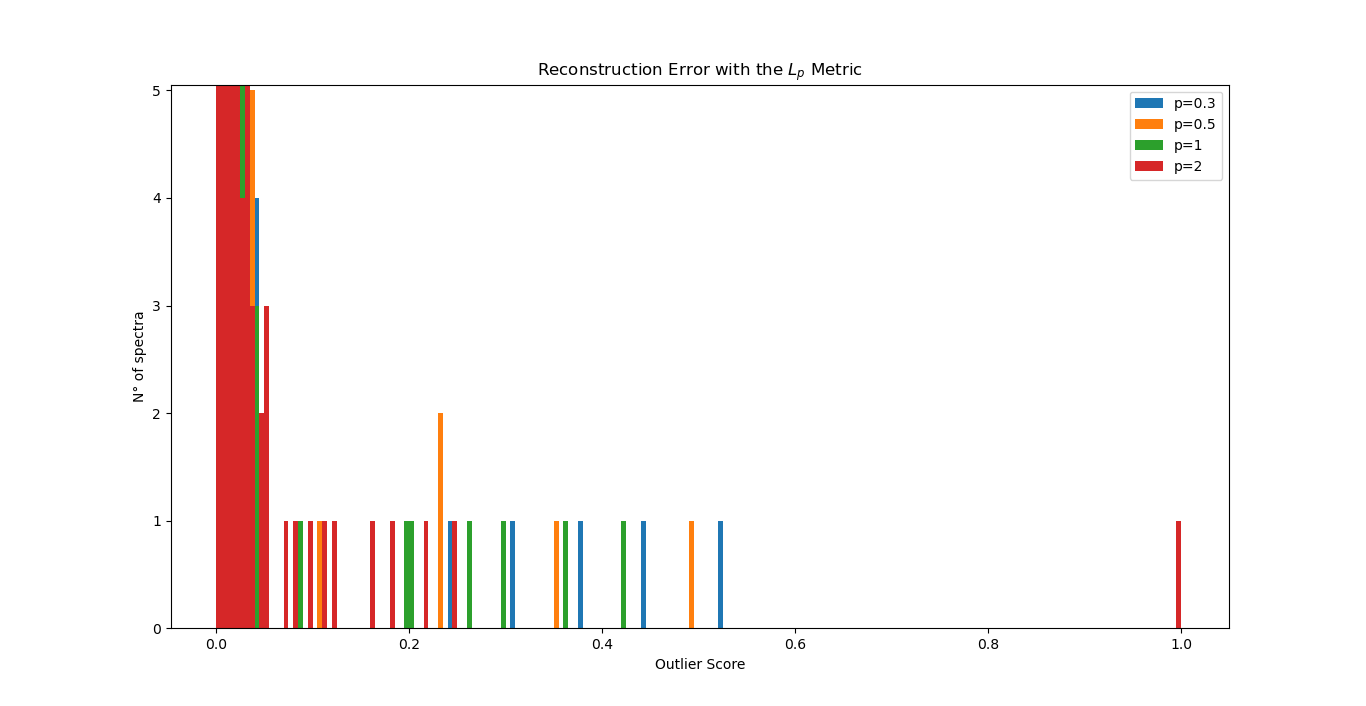 Reconstruction Error with the Lp Metric
p=0.3
p=0.5
p=1
p=2
N° of spectra
5
4
3
2
1
0
0.0 0.2 0.4 0.6 0.8 1.0
Outlier Score